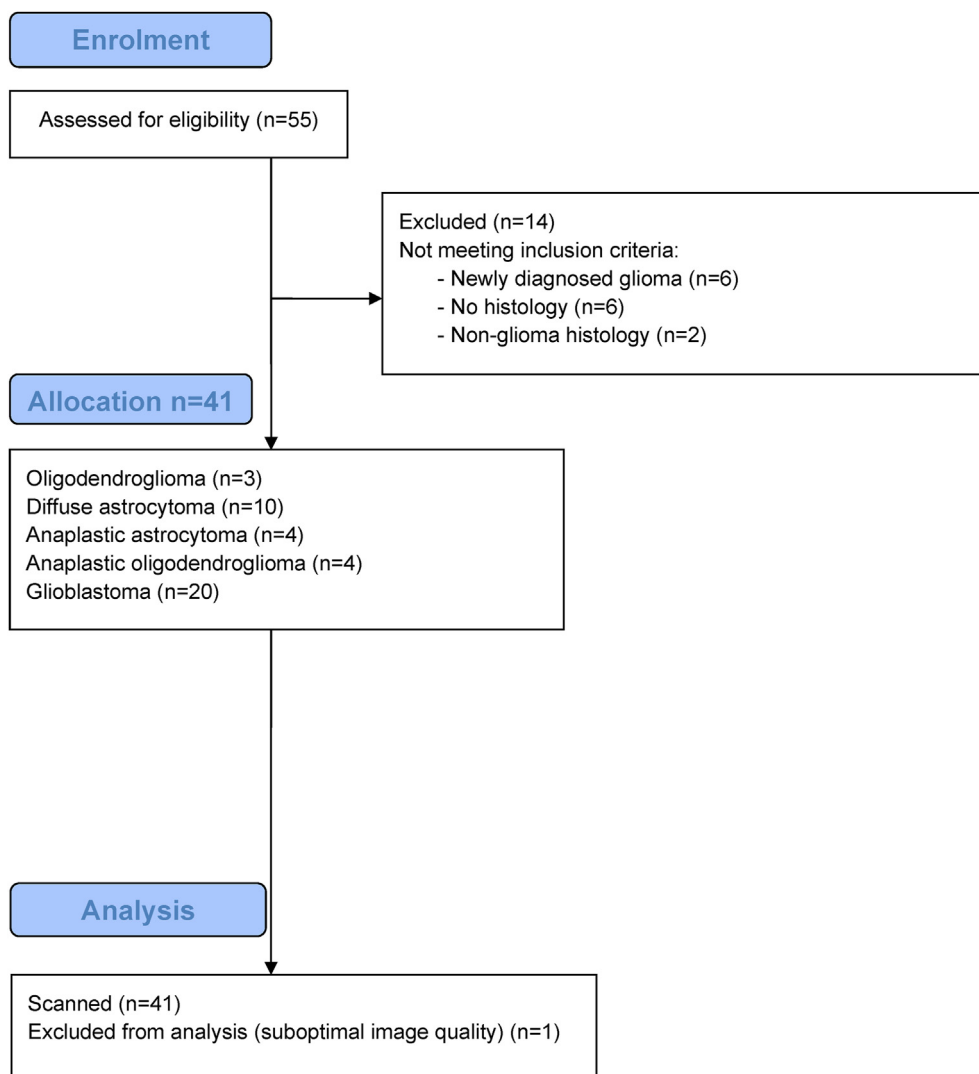 Enrolment
Assessed for eligibility (n=55)
Excluded (n=14)
Not meeting inclusion criteria:
- Newly diagnosed glioma (n=6)
- No histology (n=6)
- Non-glioma histology (n=2)
Allocation n=41
Oligodendroglioma (n=3)
Diffuse astrocytoma (n=10)
Anaplastic astrocytoma (n=4)
Anaplastic oligodendroglioma (n=4)
Glioblastoma (n=20)
Analysis
Scanned (n=41)
Excluded from analysis (suboptimal image quality) (n=1)